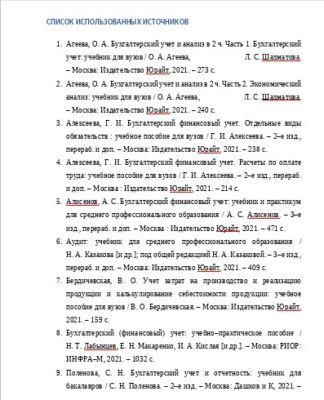 СПИСОК ИСПОЛЬЗОВАННЫХ ИСТОЧНИКОВ
1. Агеева, О. А. Бухгалтерский учет и анализ в 2 ч. Часть 1. Бухгалтерский
учет: учебник для вузов / О. А. Агеева, Л. С. Шахматова.
– Москва: Издательство Юрайт, 2021. – 273 с.
2. Агеева, О. А. Бухгалтерский учет и анализ в 2 ч. Часть 2. Экономический
анализ: учебник для вузов / О. А. Агеева, Л. С. Шахматова.
– Москва: Издательство Юрайт, 2021. – 240 с.
3. Алексеева, Г. И. Бухгалтерский финансовый учет. Отдельные виды
обязательств : учебное пособие для вузов / Г. И. Алексеева. – 2–е изд.,
перераб. и доп. – Москва: Издательство Юрайт, 2021. – 238 с.
4. Алексеева, Г. И. Бухгалтерский финансовый учет. Расчеты по оплате
труда: учебное пособие для вузов / Г. И. Алексеева. – 2–е изд., перераб.
и доп. – Москва : Издательство Юрайт, 2021. – 214 с.
5. Алисенов, А. С. Бухгалтерский финансовый учет: учебник и практикум
для среднего профессионального образования / А. С. Алисенов. – 3–е
изд., перераб. и доп. – Москва : Издательство Юрайт, 2021. – 471 с.
6. Аудит: учебник для среднего профессионального образования /
Н. А. Казакова [и др.]; под общей редакцией Н. А. Казаковой. – 3–е изд.,
перераб. и доп. – Москва: Издательство Юрайт, 2021. – 409 с.
7. Бердичевская, В. О. Учет затрат на производство и реализацию
продукции и калькулирование себестоимости продукции: учебное
пособие для вузов / В. О. Бердичевская. – Москва: Издательство Юрайт,
2021. – 159 с.
8. Бухгалтерский (финансовый) учет: учебно–практическое пособие /
Н. Т. Лабынцев, Е. Н. Макаренко, И. А. Кислая [и др.]. – Москва: РИОР:
ИНФРА–М, 2021. – 1032 с.
9. Поленова, С. Н. Бухгалтерский учет и отчетность: учебник для
бакалавров / С. Н. Поленова. – 2–е изд. – Москва: Дашков и К, 2021. –